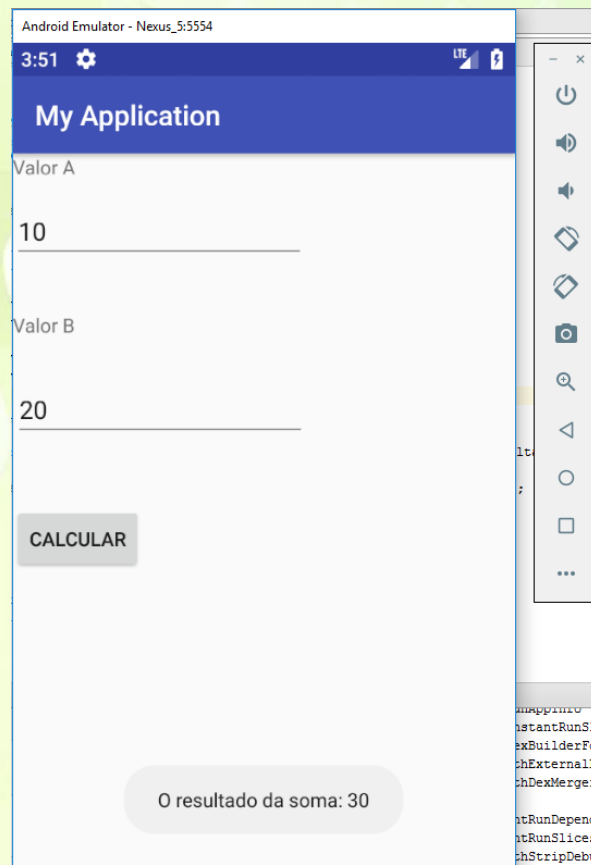 Android Emulator - Nexus_5:5554
3:51
LTE
My Application
Valor A
10
Valor B
20
CALCULAR
O resultado da soma: 30